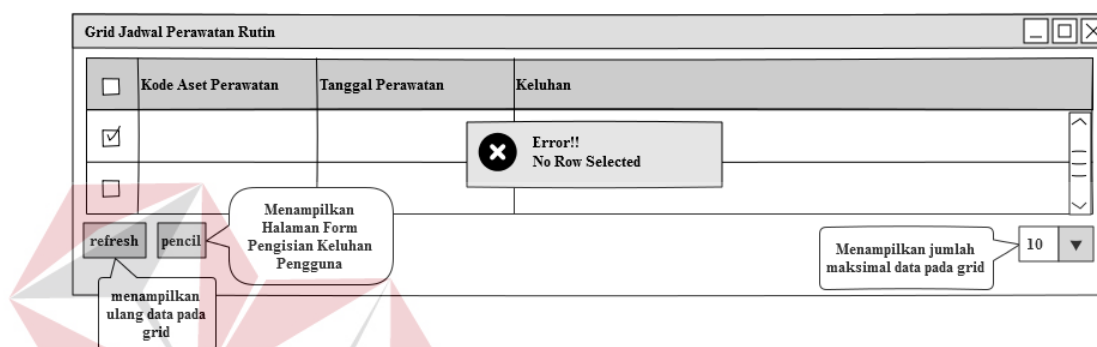 Grid Jadwal Perawatan Rutin
Kode Aset Perawatan
Tanggal Perawatan
Keluhan
Error!!
No Row Selected
Menampilkan
Halaman Form
Pengisian Keluhan
Pengguna
refresh
pencil
Menampilkan jumlah
maksimal data pada grid
10
menampilkan
ulang data pada
grid